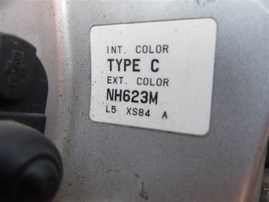 INT. COLOR
TYPE C
EXT. COLOR
NH623M
L5 XS84 A